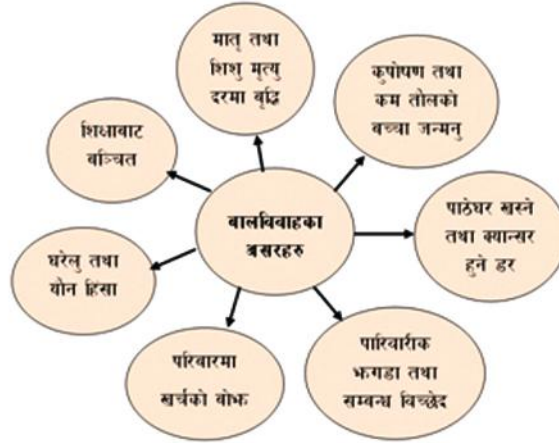 मातृ तथा
शिशु मृत्यु
दरमा बृद्धि
कुपोषण तथा
कम तौलको
बच्चा जन्मनु
शिक्षाबाट
बञ्चित
बालविवाहका
असरहरु
पाठेघर खस्ने
तथा क्यान्सर
हुने डर
घरेलु तथा
यौन हिंसा
परिवारमा
खर्चको बोझ
पारिवारीक
झगडा तथा
सम्बन्ध विच्छेद